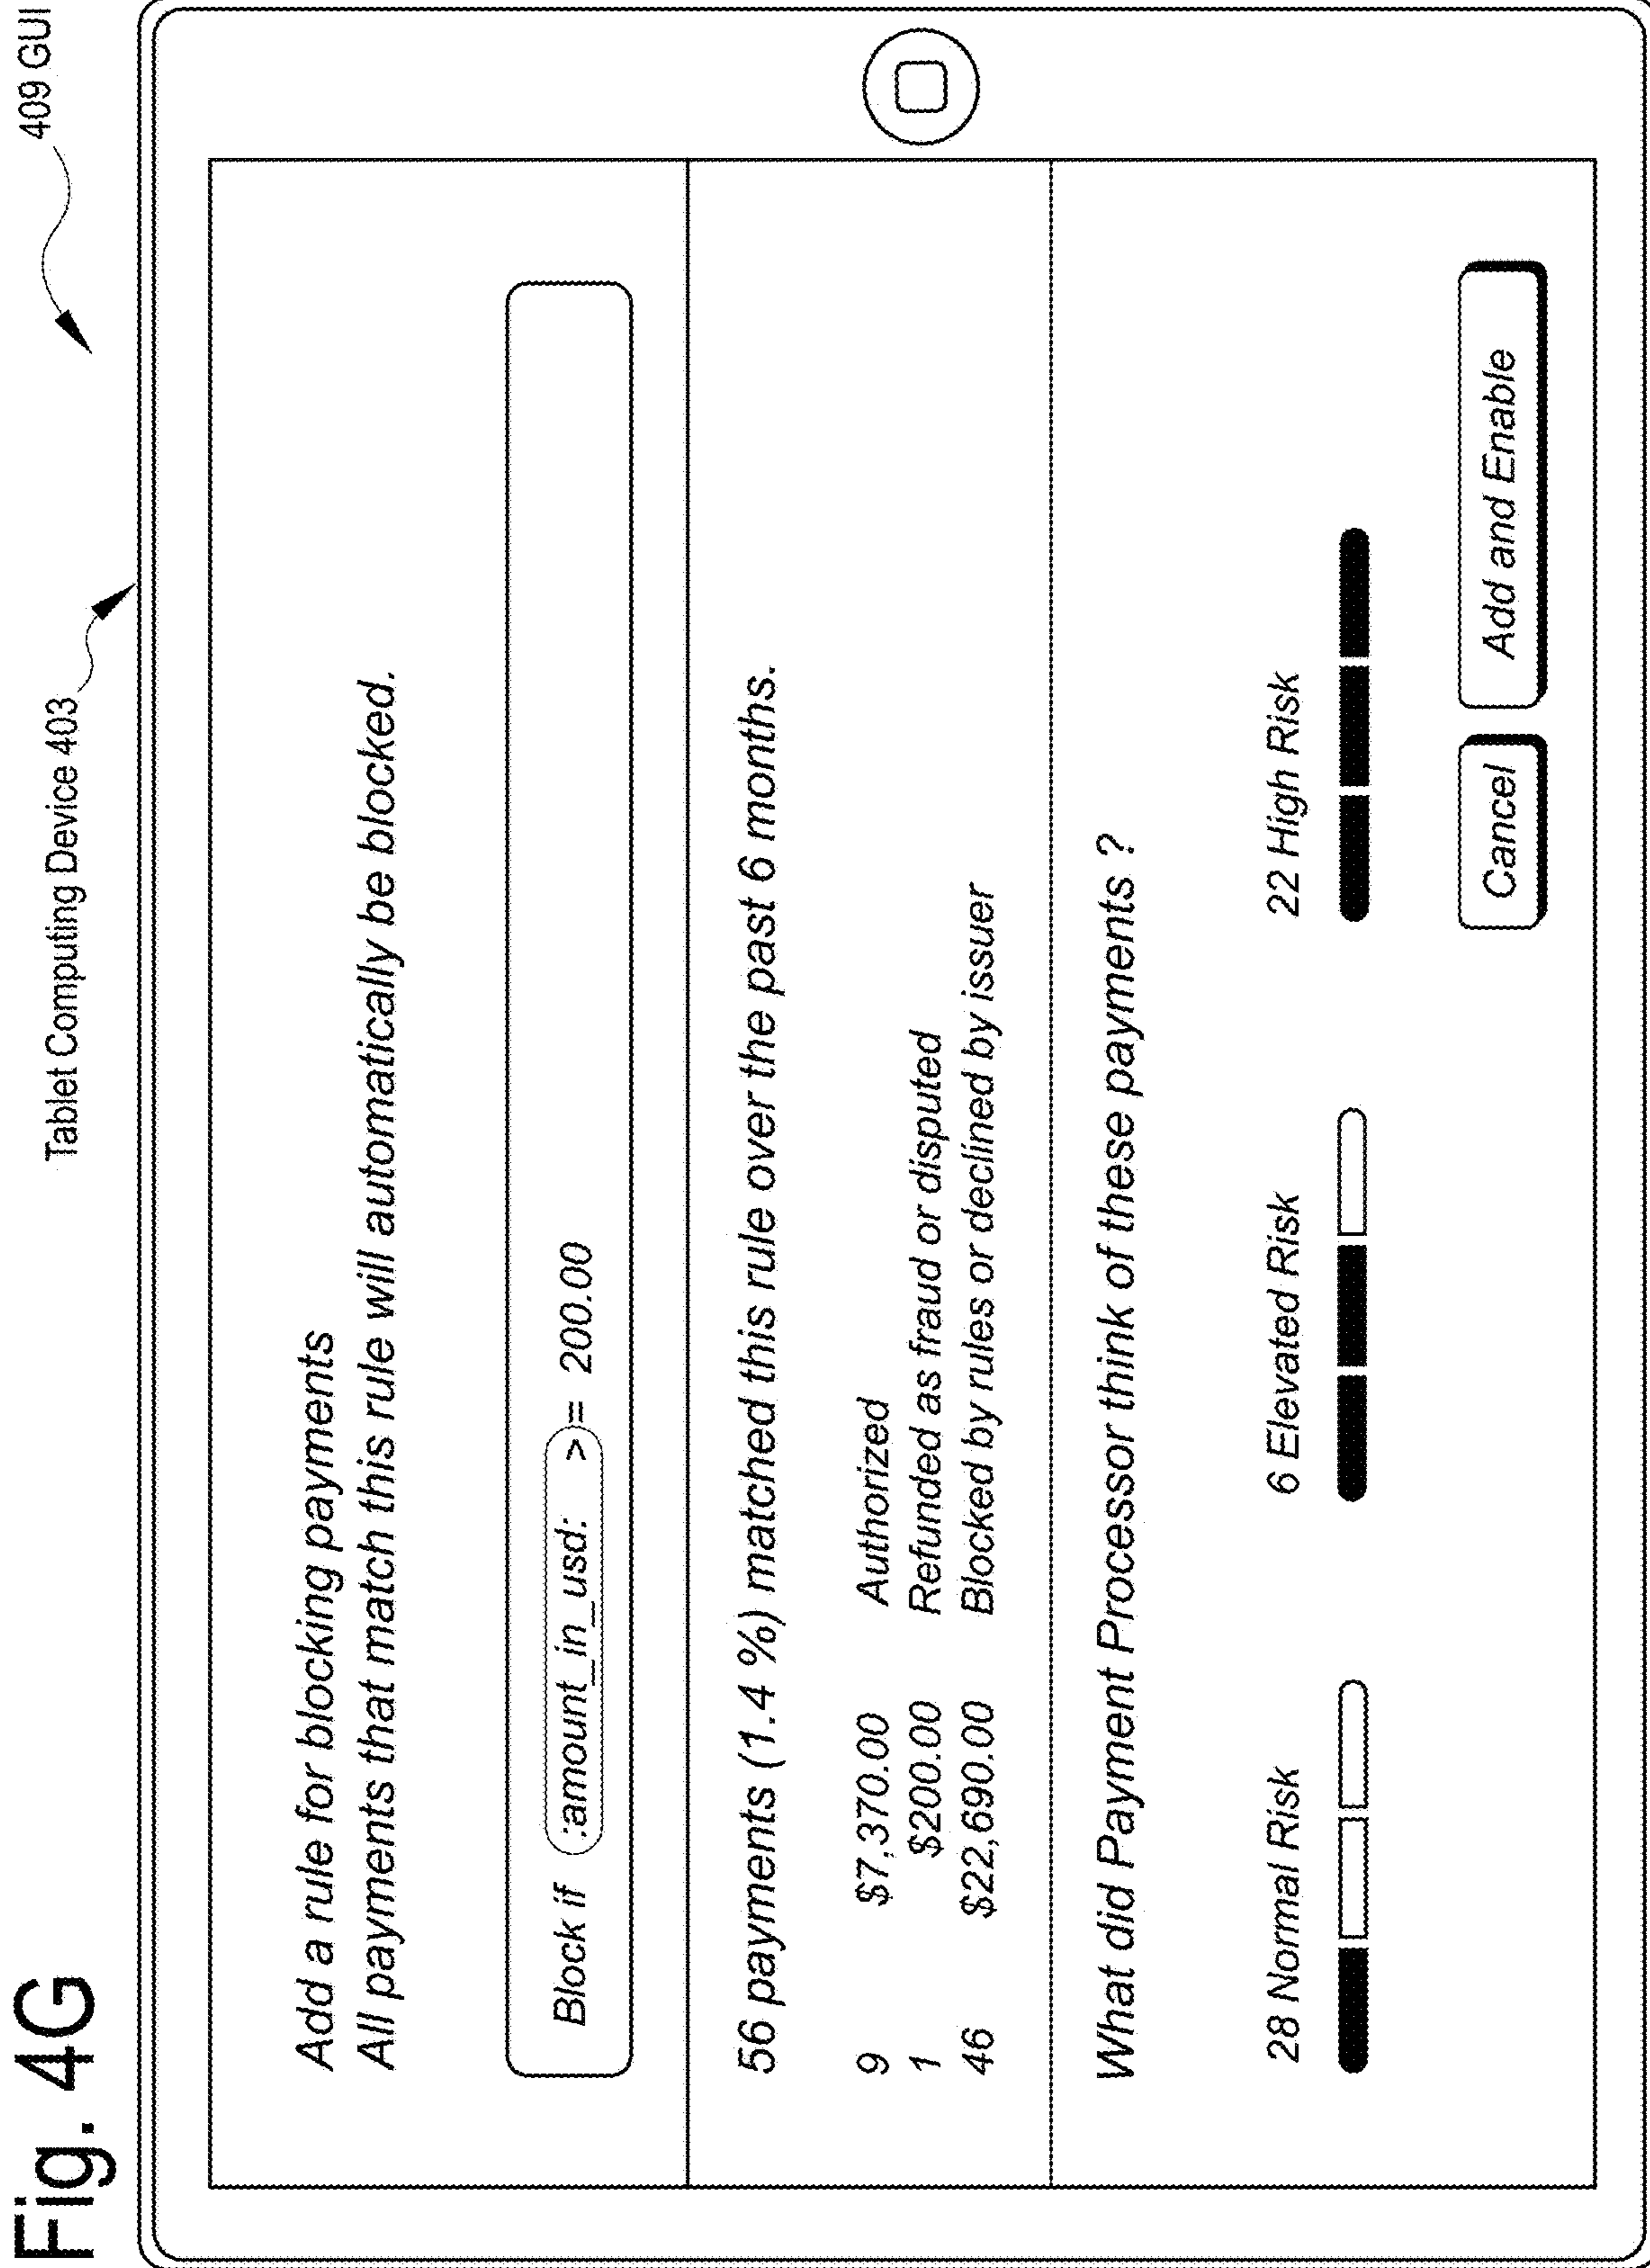 Fig. 4G
Tablet Computing Device 403
409 GUI
Add a rule for blocking payments
All payments that match this rule will automatically be blocked.
Block if :amount_in_usd: >= 200.00
56 payments (1.4 %) matched this rule over the past 6 months.
9 $7,370.00 Authorized
1 $200.00 Refunded as fraud or disputed
46 $22,690.00 Blocked by rules or declined by issuer
What did Payment Processor think of these payments ?
28 Normal Risk 6 Elevated Risk 22 High Risk
Cancel Add and Enable